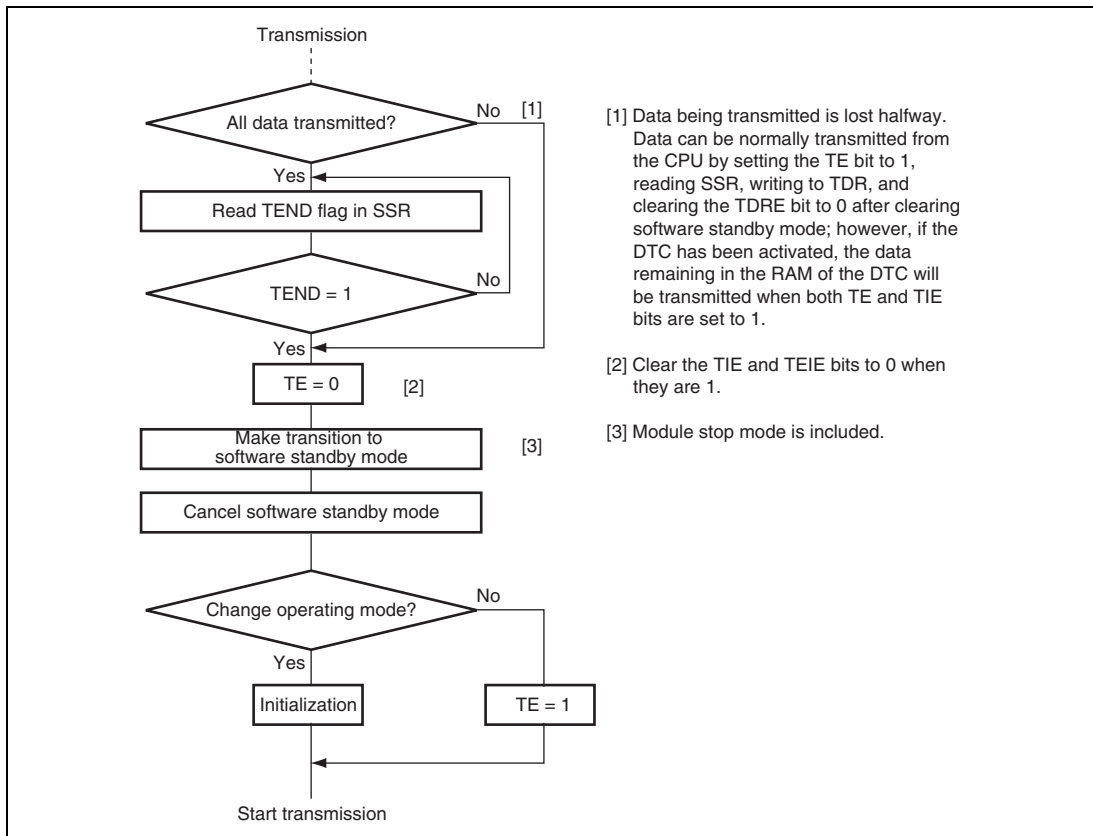 Transmission
All data transmitted?
No [1]
Yes
Read TEND flag in SSR
TEND = 1
No
Yes
TE = 0
[2]
Make transition to
software standby mode
[3]
Cancel software standby mode
Change operating mode?
No
Yes
Initialization
TE = 1
Start transmission
[1] Data being transmitted is lost halfway.
Data can be normally transmitted from
the CPU by setting the TE bit to 1,
reading SSR, writing to TDR, and
clearing the TDRE bit to 0 after clearing
software standby mode; however, if the
DTC has been activated, the data
remaining in the RAM of the DTC will
be transmitted when both TE and TIE
bits are set to 1.
[2] Clear the TIE and TEIE bits to 0 when
they are 1.
[3] Module stop mode is included.